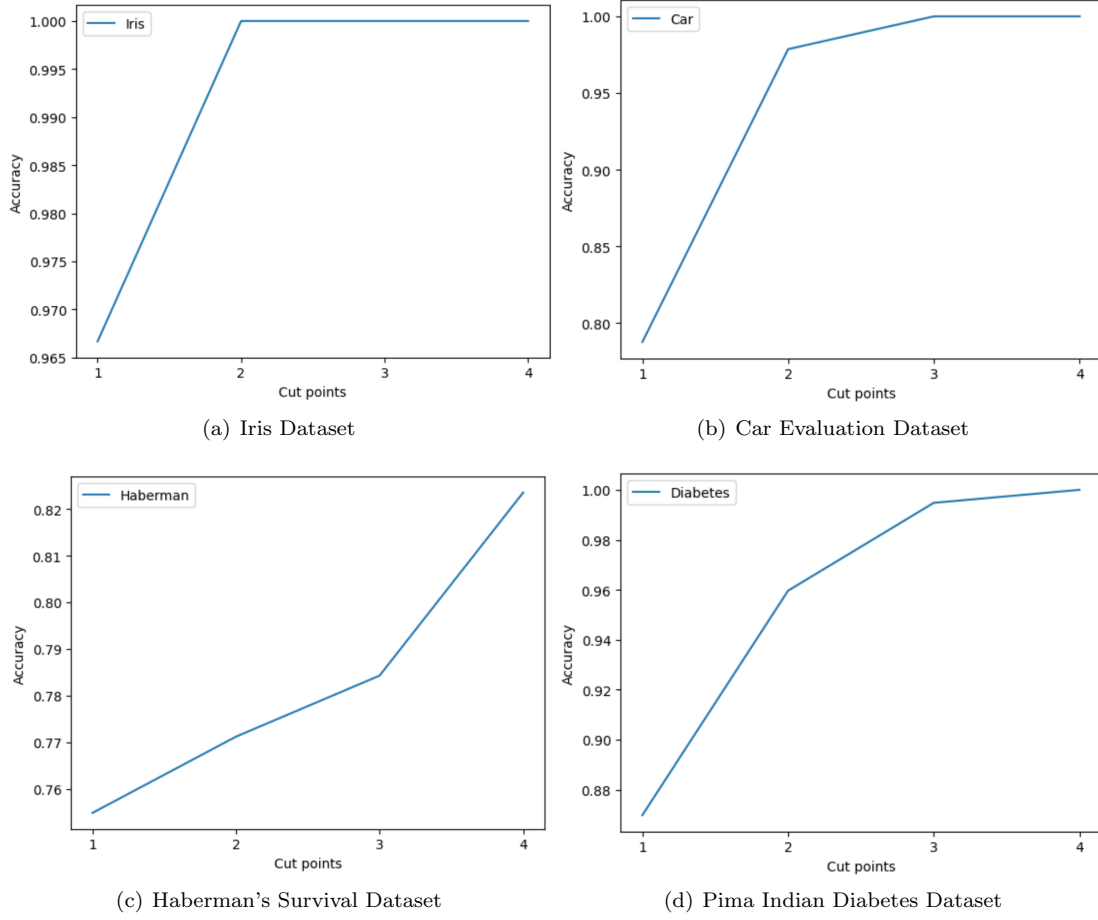 Iris
1.000
0.995
0.990
0.985
0.980
0.975
0.970
0.965
Accuracy
1 2 3 4
Cut points
(a) Iris Dataset
Car
1.00
0.95
0.90
0.85
0.80
Accuracy
1 2 3 4
Cut points
(b) Car Evaluation Dataset
Haberman
0.82
0.81
0.80
0.79
0.78
0.77
0.76
Accuracy
1 2 3 4
Cut points
(c) Haberman's Survival Dataset
Diabetes
1.00
0.98
0.96
0.94
0.92
0.90
0.88
Accuracy
1 2 3 4
Cut points
(d) Pima Indian Diabetes Dataset